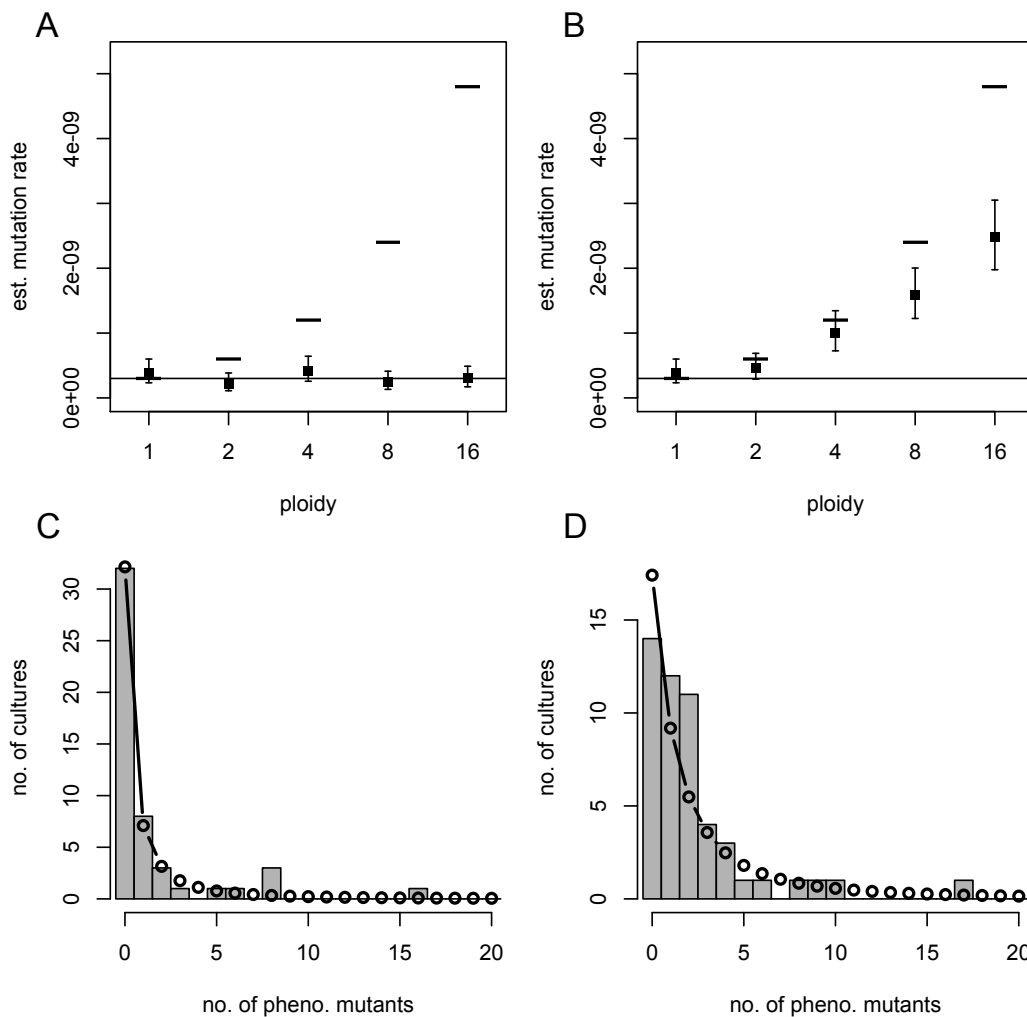 A
est. mutation rate
0e+00 2e-09 4e-09
1 2 4 8 16
ploidy
B
est. mutation rate
0e+00 2e-09 4e-09
1 2 4 8 16
ploidy
C
no. of cultures
0 5 10 15 20 25 30
0 5 10 15 20
no. of pheno. mutants
D
no. of cultures
0 5 10 15
0 5 10 15 20
no. of pheno. mutants